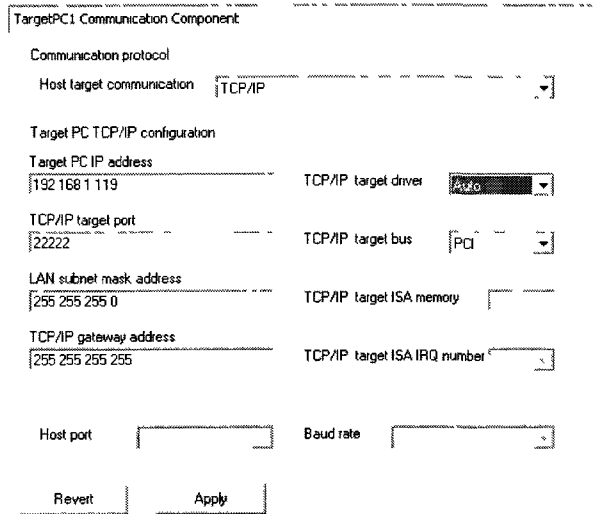 TargetPC1 Communication Component
Communication protocol
Host target communication TCP/IP
Target PC TCP/IP configuration
Target PC IP address
192 168 1 119 TCP/IP target driver Auto
TCP/IP target port
22222 TCP/IP target bus PCI
LAN subnet mask address
255 255 255 0 TCP/IP target ISA memory
TCP/IP gateway address
255 255 255 255 TCP/IP target ISA IRQ number
Host port Baud rate
Revert Apply